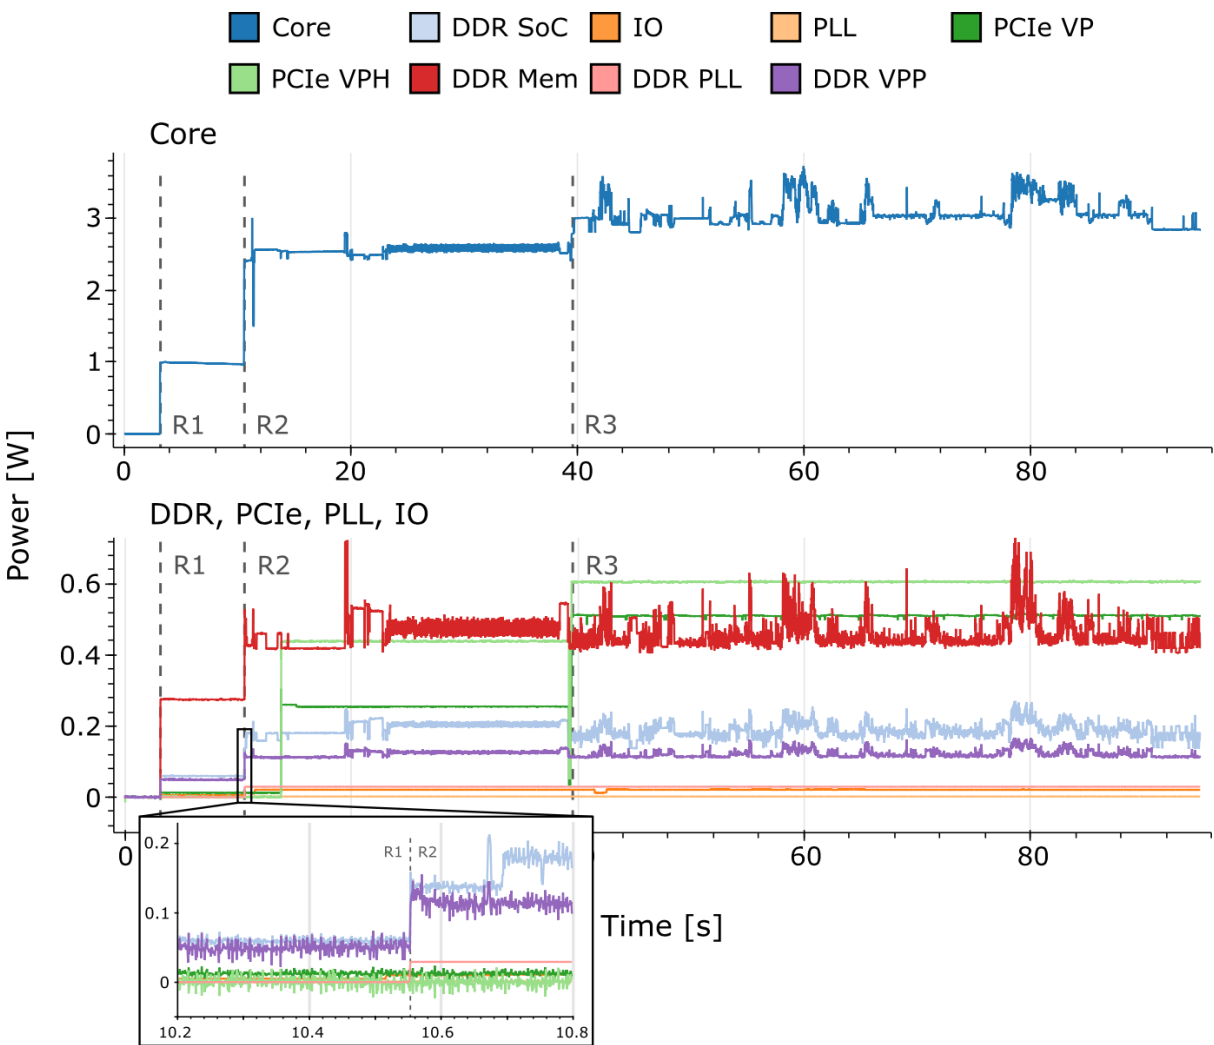 Core DDR SoC IO PLL PCIe VP
PCIe VPH DDR Mem DDR PLL DDR VPP
Core
3
2
1
0
R1 R2 R3
0 20 40 60 80
Power [W]
DDR, PCIe, PLL, IO
R1 R2 R3
0.6
0.4
0.2
0
0 0 60 80
0.2
R1 R2
0.1
0
10.2 10.4 10.6 10.8
Time [s]